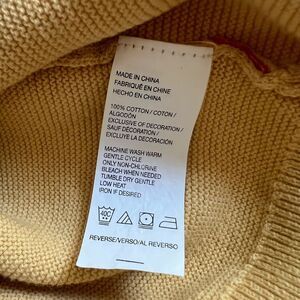 MADE IN CHINA
FABRIQUÉ EN CHINE
HECHO EN CHINA
100% COTTON / COTON /
ALGODÓN
EXCLUSIVE OF DECORATION /
SAUF DÉCORATION /
EXCLUYE LA DECORACIÓN
MACHINE WASH WARM
GENTLE CYCLE
ONLY NON-CHLORINE
BLEACH WHEN NEEDED
TUMBLE DRY GENTLE
LOW HEAT
IRON IF DESIRED
40C
REVERSE/VERSO/AL REVERSO